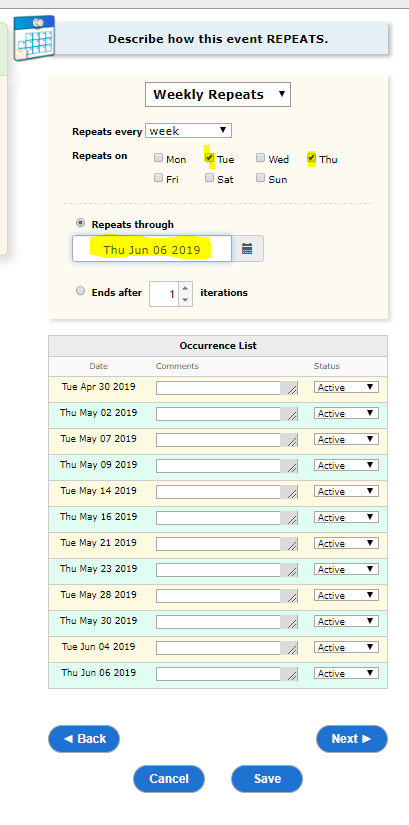 Describe how this event REPEATS.
Weekly Repeats
Repeats every week
Repeats on Mon Tue Wed Thu
Fri Sat Sun
Repeats through
Thu Jun 06 2019
Ends after 1 iterations
Occurrence List
Date Comments Status
Tue Apr 30 2019 Active
Thu May 02 2019 Active
Tue May 07 2019 Active
Thu May 09 2019 Active
Tue May 14 2019 Active
Thu May 16 2019 Active
Tue May 21 2019 Active
Thu May 23 2019 Active
Tue May 28 2019 Active
Thu May 30 2019 Active
Tue Jun 04 2019 Active
Thu Jun 06 2019 Active
Back Next
Cancel Save